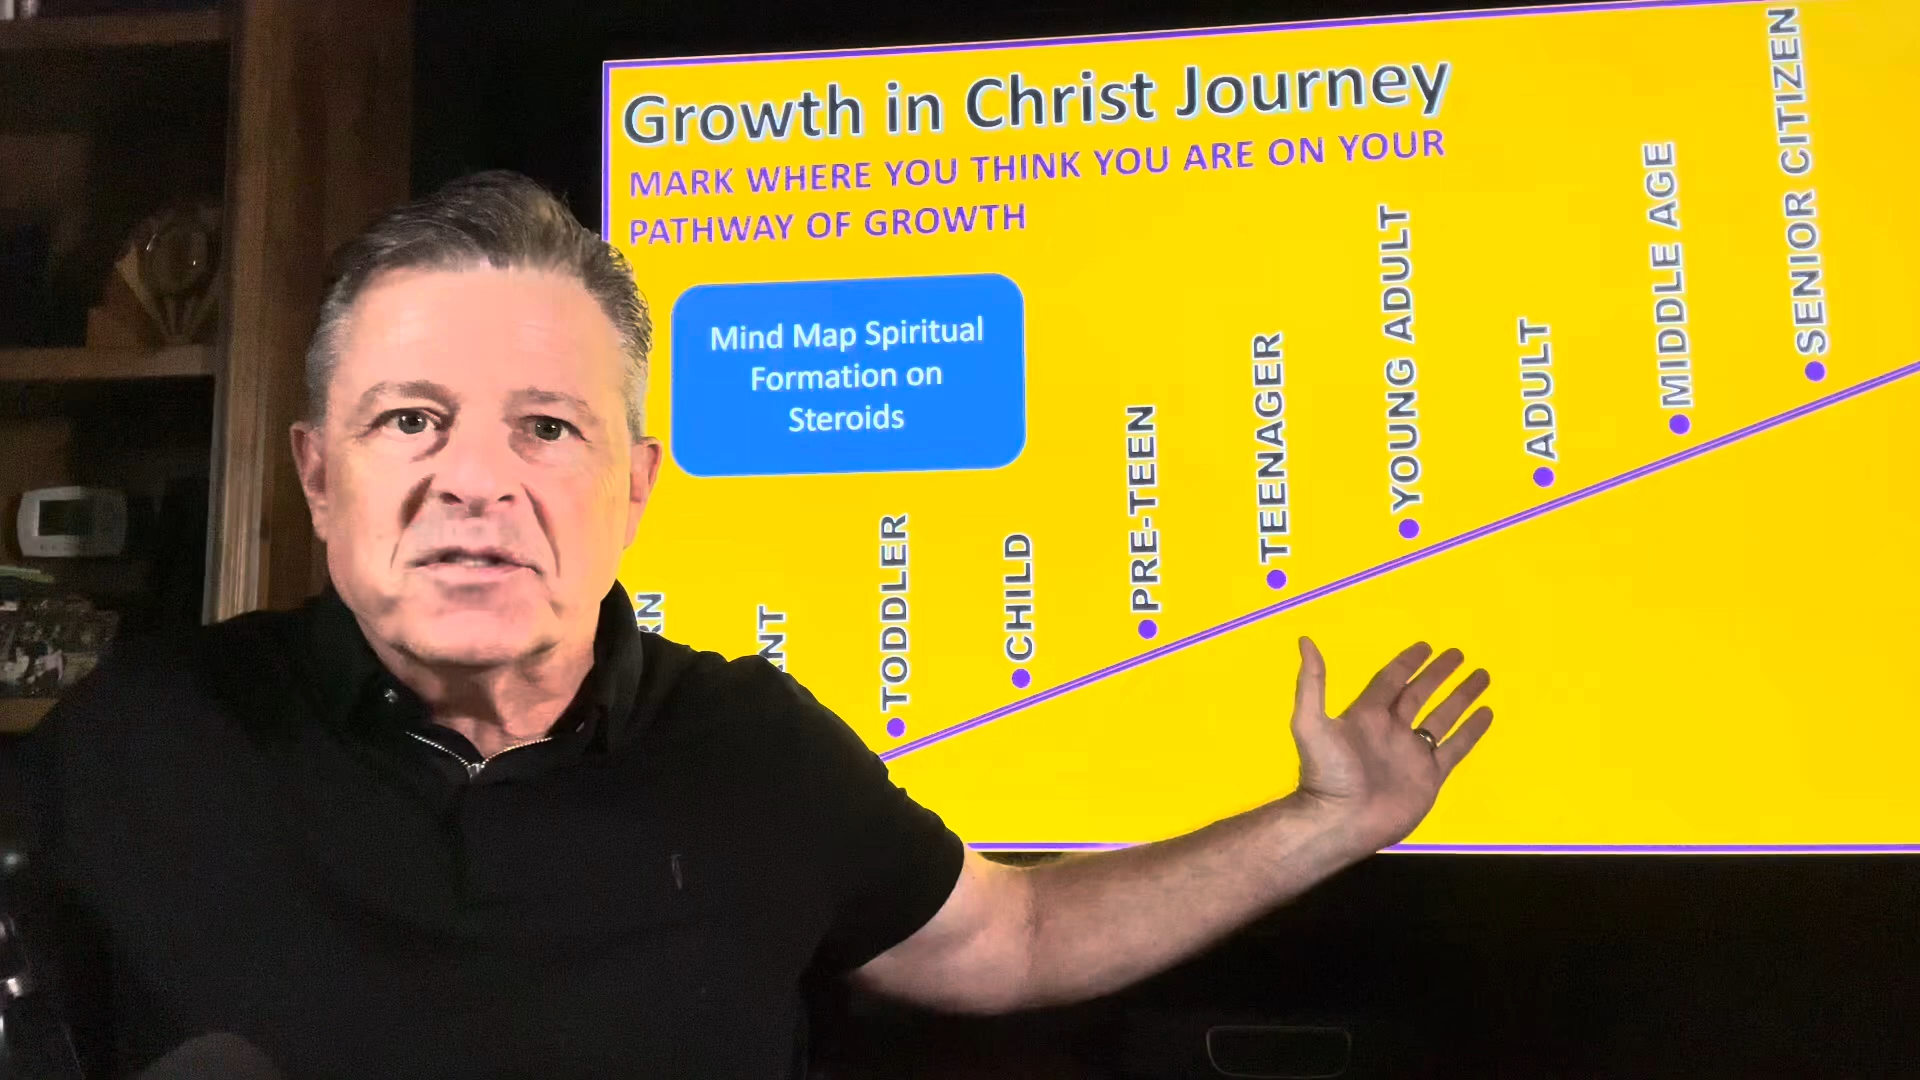 Growth in Christ Journey
MARK WHERE YOU THINK YOU ARE ON YOUR
PATHWAY OF GROWTH
Mind Map Spiritual
Formation on
Steroids
TODDLER
CHILD
PRE-TEEN
TEENAGER
YOUNG ADULT
ADULT
MIDDLE AGE
SENIOR CITIZEN